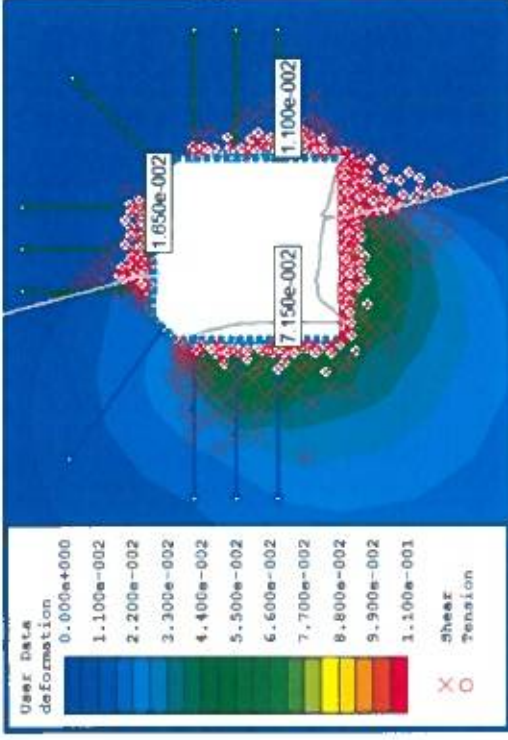 User Data
deformation
0.000e+000
1.100e-002
2.200e-002
3.300e-002
4.400e-002
5.500e-002
6.600e-002
7.700e-002
8.800e-002
9.900e-002
1.100e-001
Shear
Tension
1.650e-002
7.150e-002
1.100e-002